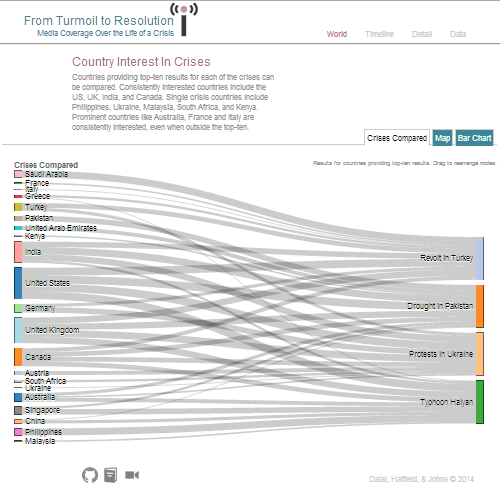 From Turmoil to Resolution
Media Coverage Over the Life of a Crisis
World Timeline Detail Data
Country Interest In Crises
Countries providing top-ten results for each of the crises can
be compared. Consistently interested countries include the
US, UK, India, and Canada. Single crisis countries include
Philippines, Ukraine, Malaysia, South Africa, and Kenya.
Prominent countries like Australia, France and Italy are
consistently interested, even when outside the top-ten.
Crises Compared Map Bar Chart
Crises Compared
Results for countries providing top-ten results. Drag to rearrange nodes.
Saudi Arabia
France
Italy
Greece
Turkey
Pakistan
United Arab Emirates
Kenya
India
United States
Germany
United Kingdom
Canada
Austria
South Africa
Ukraine
Australia
Singapore
China
Philippines
Malaysia
Revolt in Turkey
Drought in Pakistan
Protests in Ukraine
Typhoon Haiyan
Dalal, Hatfield, & Johns © 2014